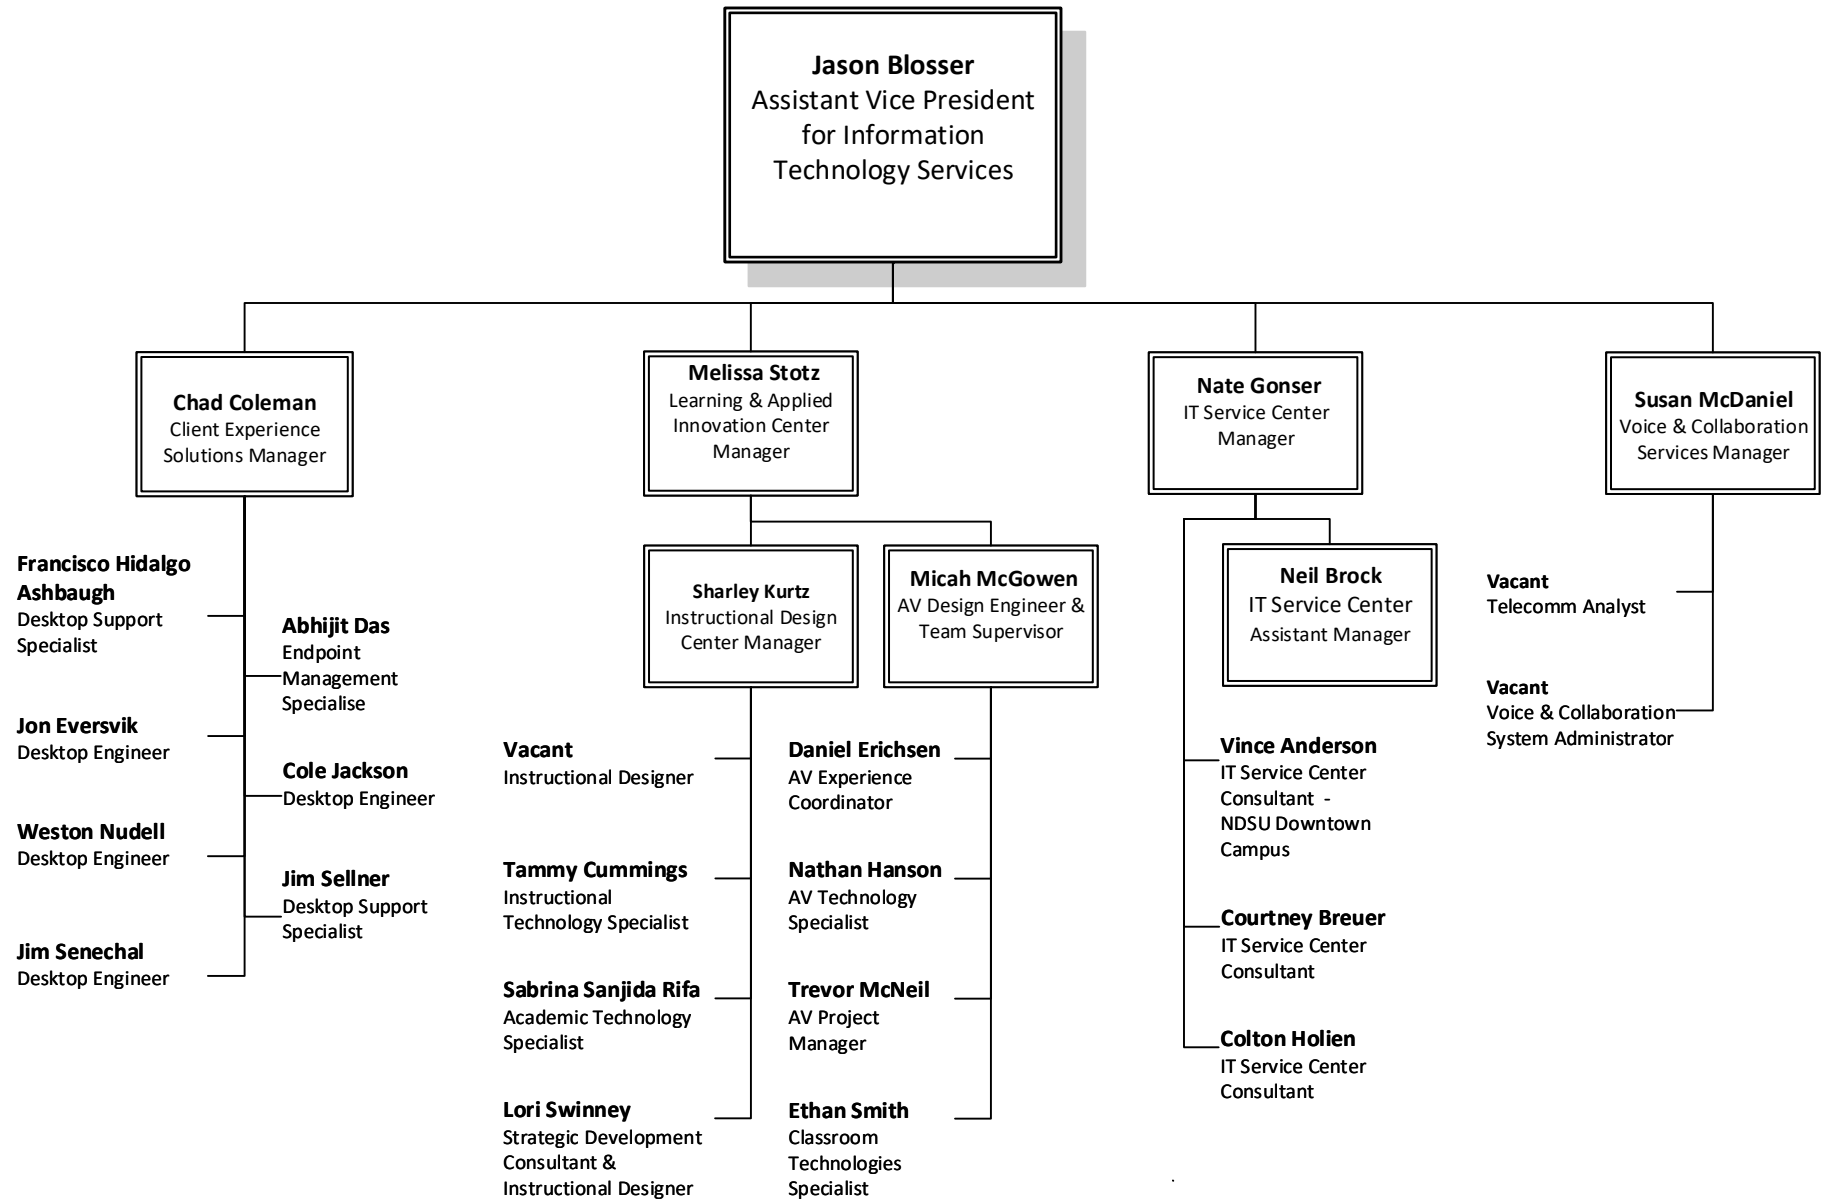 Jason Blosser
Assistant Vice President
for Information
Technology Services
Chad Coleman
Client Experience
Solutions Manager
Melissa Stotz
Learning & Applied
Innovation Center
Manager
Nate Gonser
IT Service Center
Manager
Susan McDaniel
Voice & Collaboration
Services Manager
Francisco Hidalgo
Ashbaugh
Desktop Support
Specialist
Abhijit Das
Endpoint
Management
Specialise
Jon Eversvik
Desktop Engineer
Cole Jackson
Desktop Engineer
Weston Nudell
Desktop Engineer
Jim Sellner
Desktop Support
Specialist
Jim Senechal
Desktop Engineer
Sharley Kurtz
Instructional Design
Center Manager
Micah McGowen
AV Design Engineer &
Team Supervisor
Vacant
Instructional Designer
Tammy Cummings
Instructional
Technology Specialist
Sabrina Sanjida Rifa
Academic Technology
Specialist
Lori Swinney
Strategic Development
Consultant &
Instructional Designer
Daniel Erichsen
AV Experience
Coordinator
Nathan Hanson
AV Technology
Specialist
Trevor McNeil
AV Project
Manager
Ethan Smith
Classroom
Technologies
Specialist
Neil Brock
IT Service Center
Assistant Manager
Vince Anderson
IT Service Center
Consultant -
NDSU Downtown
Campus
Courtney Breuer
IT Service Center
Consultant
Colton Holien
IT Service Center
Consultant
Vacant
Telecomm Analyst
Vacant
Voice & Collaboration
System Administrator